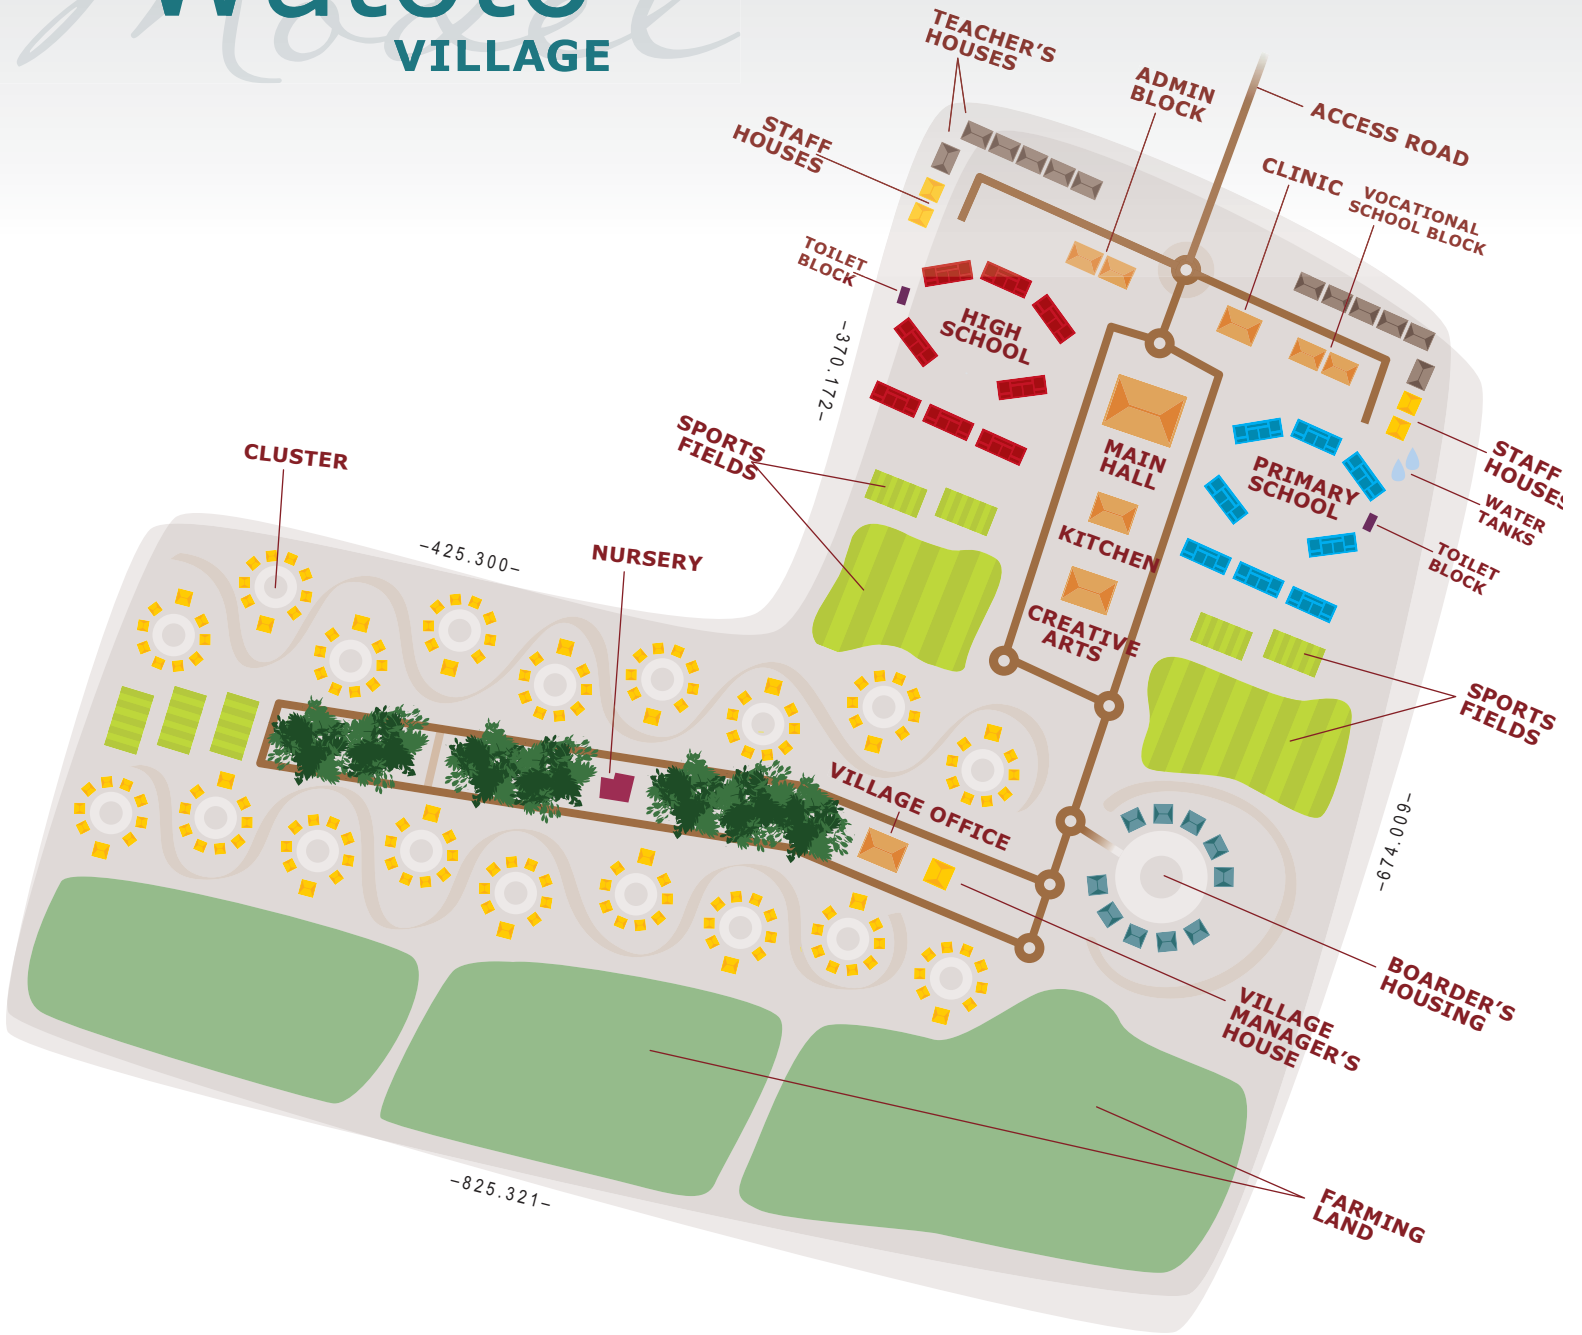 Watoto
Model
VILLAGE
TEACHER'S
HOUSES
ADMIN
BLOCK
ACCESS ROAD
STAFF
HOUSES
CLINIC
VOCATIONAL
SCHOOL BLOCK
TOILET
BLOCK
HIGH
SCHOOL
-370.172-
SPORTS
FIELDS
MAIN
HALL
PRIMARY
SCHOOL
STAFF
HOUSES
WATER
TANKS
TOILET
BLOCK
KITCHEN
CREATIVE
ARTS
CLUSTER
-425.300-
NURSERY
SPORTS
FIELDS
VILLAGE OFFICE
-674.009-
BOARDER'S
HOUSING
VILLAGE
MANAGER'S
HOUSE
-825.321-
FARMING
LAND